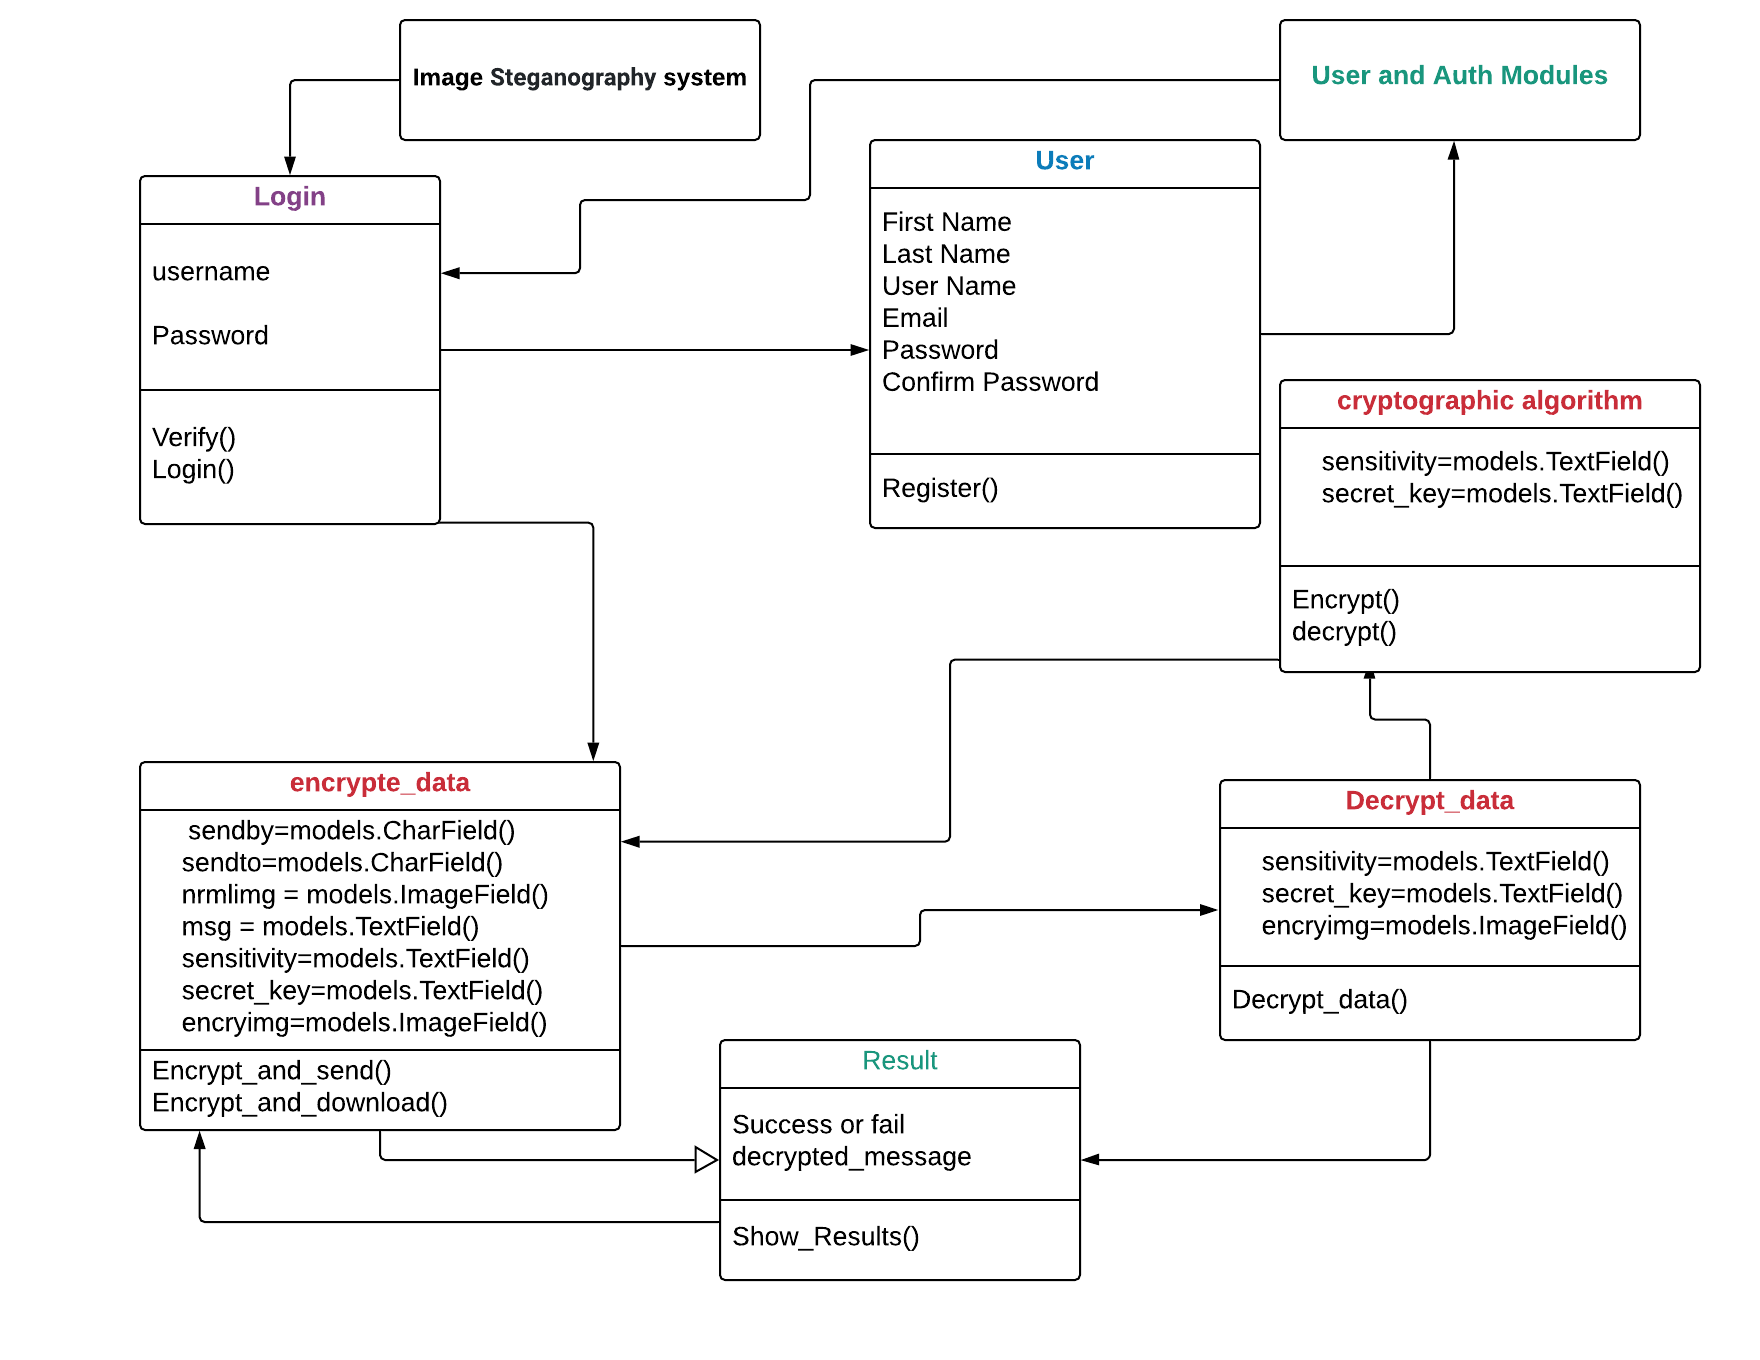 Image Steganography system
User and Auth Modules
Login
username
Password
Verify()
Login()
User
First Name
Last Name
User Name
Email
Password
Confirm Password
Register()
cryptographic algorithm
sensitivity=models.TextField()
secret_key=models.TextField()
Encrypt()
decrypt()
encrypte_data
sendby=models.CharField()
sendto=models.CharField()
nrmlimg = models.ImageField()
msg = models.TextField()
sensitivity=models.TextField()
secret_key=models.TextField()
encryimg=models.ImageField()
Encrypt_and_send()
Encrypt_and_download()
Decrypt_data
sensitivity=models.TextField()
secret_key=models.TextField()
encryimg=models.ImageField()
Decrypt_data()
Result
Success or fail
decrypted_message
Show_Results()